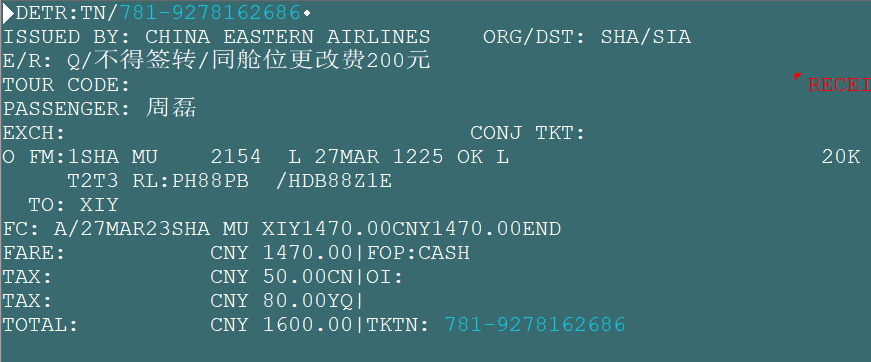 DETR:TN/781-9278162686
ISSUED BY: CHINA EASTERN AIRLINES    ORG/DST: SHA/SIA
E/R: Q/不得签转/同舱位更改费200元
TOUR CODE:    RECEI
PASSENGER: 周磊
EXCH:    CONJ TKT:
O FM:1SHA MU    2154  L 27MAR 1225 OK L    20K
T2T3 RL:PH88PB  /HDB88Z1E
TO: XIY
FC: A/27MAR23SHA MU XIY1470.00CNY1470.00END
FARE:    CNY 1470.00|FOP:CASH
TAX:    CNY 50.00CN|OI:
TAX:    CNY 80.00YQ|
TOTAL:    CNY 1600.00|TKTN: 781-9278162686